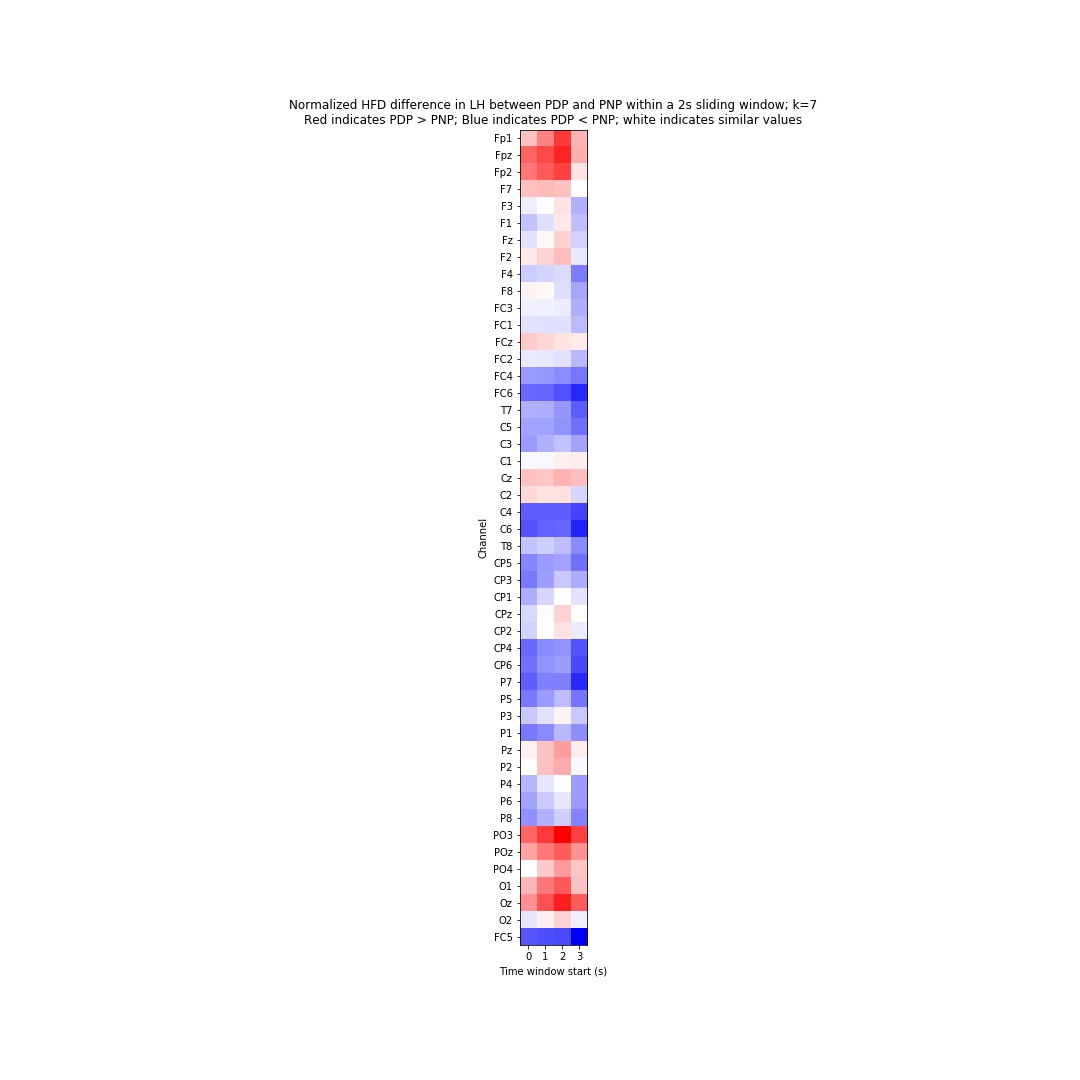 Normalized HFD difference in LH between PDP and PNP within a 2s sliding window; k=7
Red indicates PDP > PNP; Blue indicates PDP < PNP; white indicates similar values
Fp1
Fpz
Fp2
F7
F3
F1
Fz
F2
F4
F8
FC3
FC1
FCz
FC2
FC4
FC6
T7
C5
C3
C1
Cz
C2
C4
C6
T8
CP5
CP3
CP1
CPz
CP2
CP4
CP6
P7
P5
P3
P1
Pz
P2
P4
P6
P8
PO3
POz
PO4
O1
Oz
O2
FC5
Channel
0 1 2 3
Time window start (s)